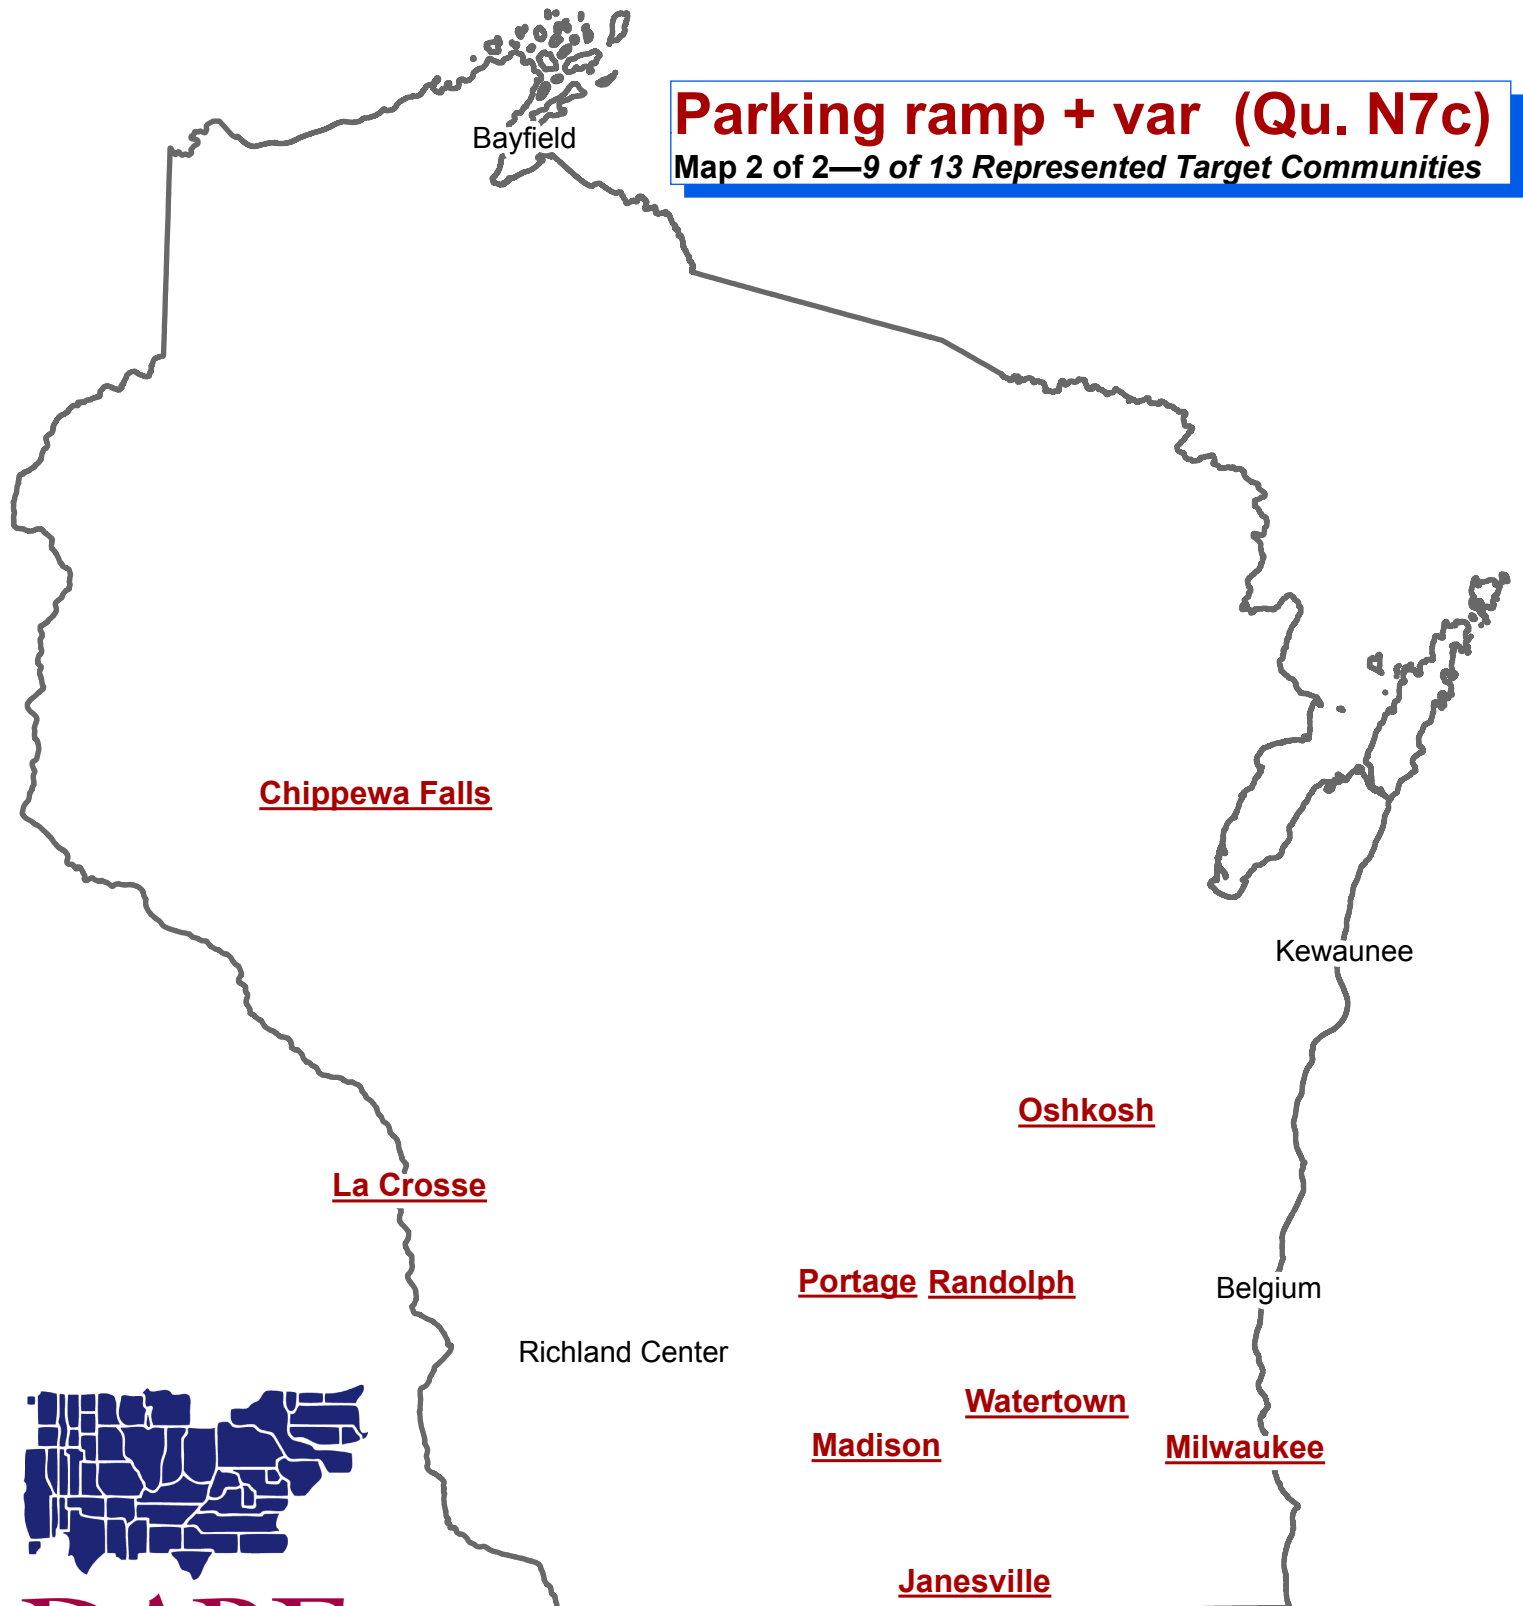 Bayfield
Parking ramp + var (Qu. N7c)
Map 2 of 2—9 of 13 Represented Target Communities
Chippewa Falls
Kewaunee
Oshkosh
La Crosse
Portage Randolph
Belgium
Richland Center
Watertown
Madison
Milwaukee
Janesville
DARE